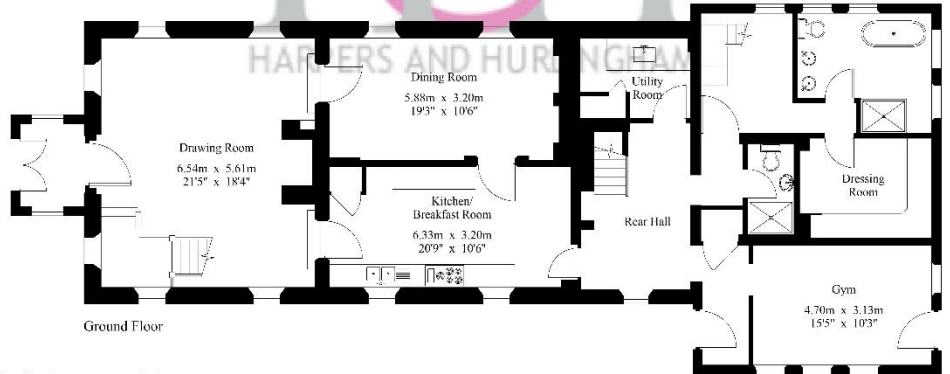 HARPERS AND HURLINGHAM
Dining Room
5.88m x 3.20m
19'3" x 10'6"
Utility
Room
Drawing Room
6.54m x 5.61m
21'5" x 18'4"
Kitchen/
Breakfast Room
6.33m x 3.20m
20'9" x 10'6"
Rear Hall
Dressing
Room
Gym
4.70m x 3.13m
15'5" x 10'3"
Ground Floor